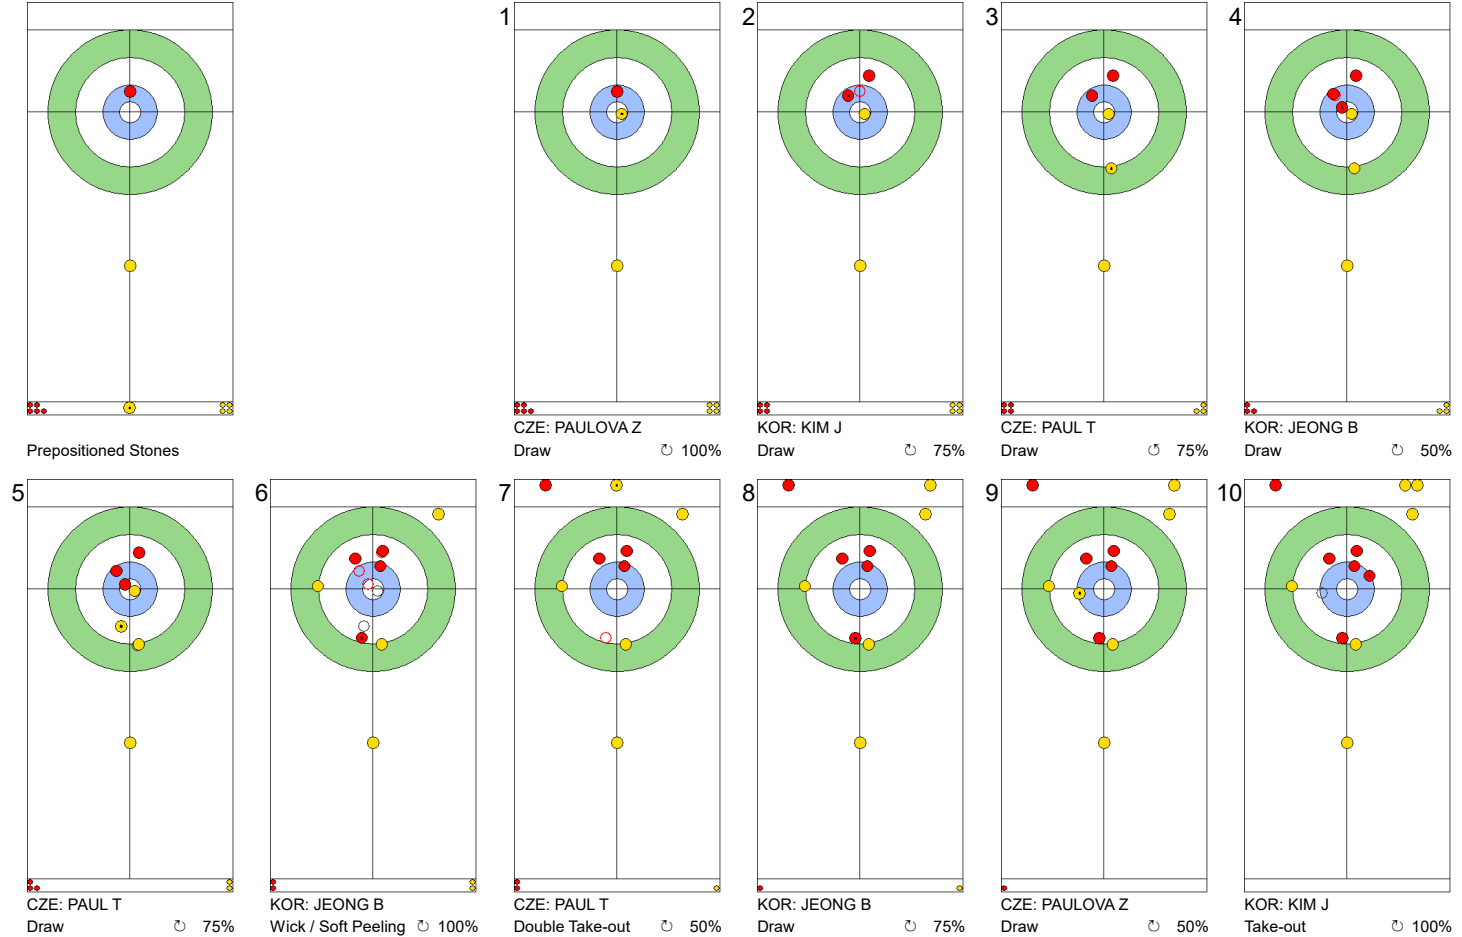 1
2
3
4
Prepositioned Stones
CZE: PAULOVA Z
Draw ↻ 100%
KOR: KIM J
Draw ↻ 75%
CZE: PAUL T
Draw ↺ 75%
KOR: JEONG B
Draw ↻ 50%
5
6
7
8
9
10
CZE: PAUL T
Draw ↻ 75%
KOR: JEONG B
Wick / Soft Peeling ↻ 100%
CZE: PAUL T
Double Take-out ↻ 50%
KOR: JEONG B
Draw ↻ 75%
CZE: PAULOVA Z
Draw ↻ 50%
KOR: KIM J
Take-out ↻ 100%